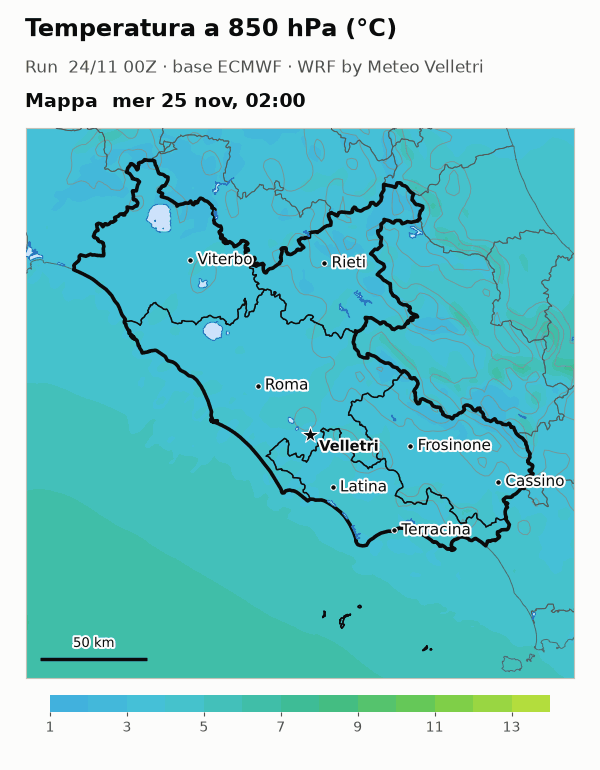 Temperatura a 850 hPa (°C)
Run  24/11 00Z · base ECMWF · WRF by Meteo Velletri
Mappa  mer 25 nov, 02:00
Viterbo
Rieti
Roma
Velletri
Frosinone
Cassino
Latina
Terracina
50 km
1 3 5 7 9 11 13